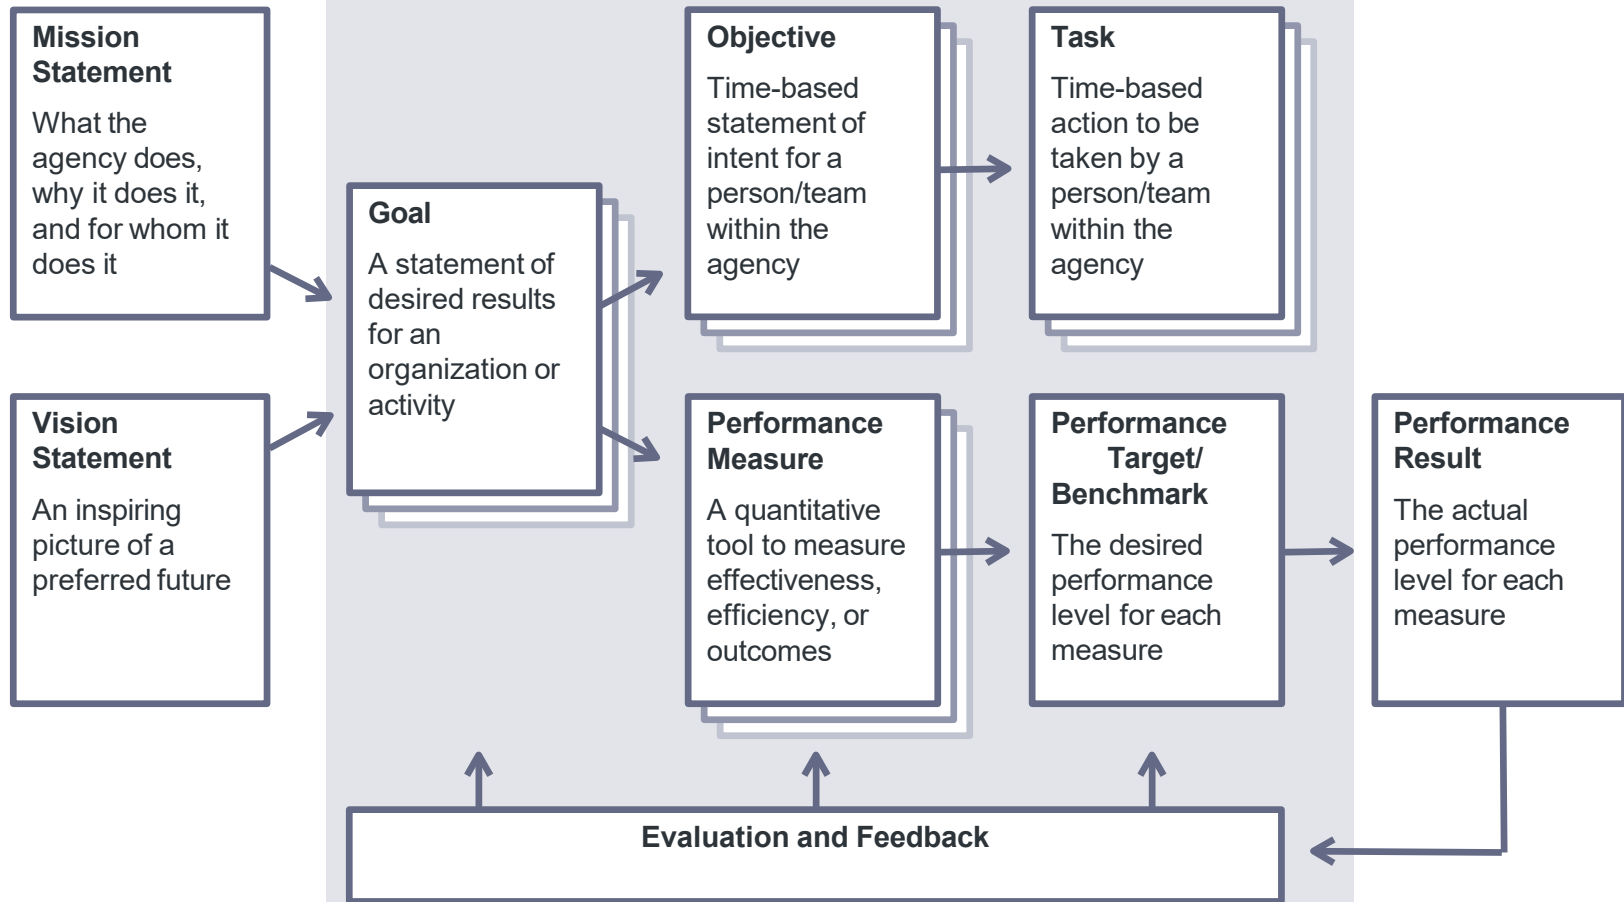 Mission
Statement
What the
agency does,
why it does it,
and for whom it
does it
Vision
Statement
An inspiring
picture of a
preferred future
Goal
A statement of
desired results
for an
organization or
activity
Objective
Time-based
statement of
intent for a
person/team
within the
agency
Task
Time-based
action to be
taken by a
person/team
within the
agency
Performance
Measure
A quantitative
tool to measure
effectiveness,
efficiency, or
outcomes
Performance
Target/
Benchmark
The desired
performance
level for each
measure
Performance
Result
The actual
performance
level for each
measure
Evaluation and Feedback